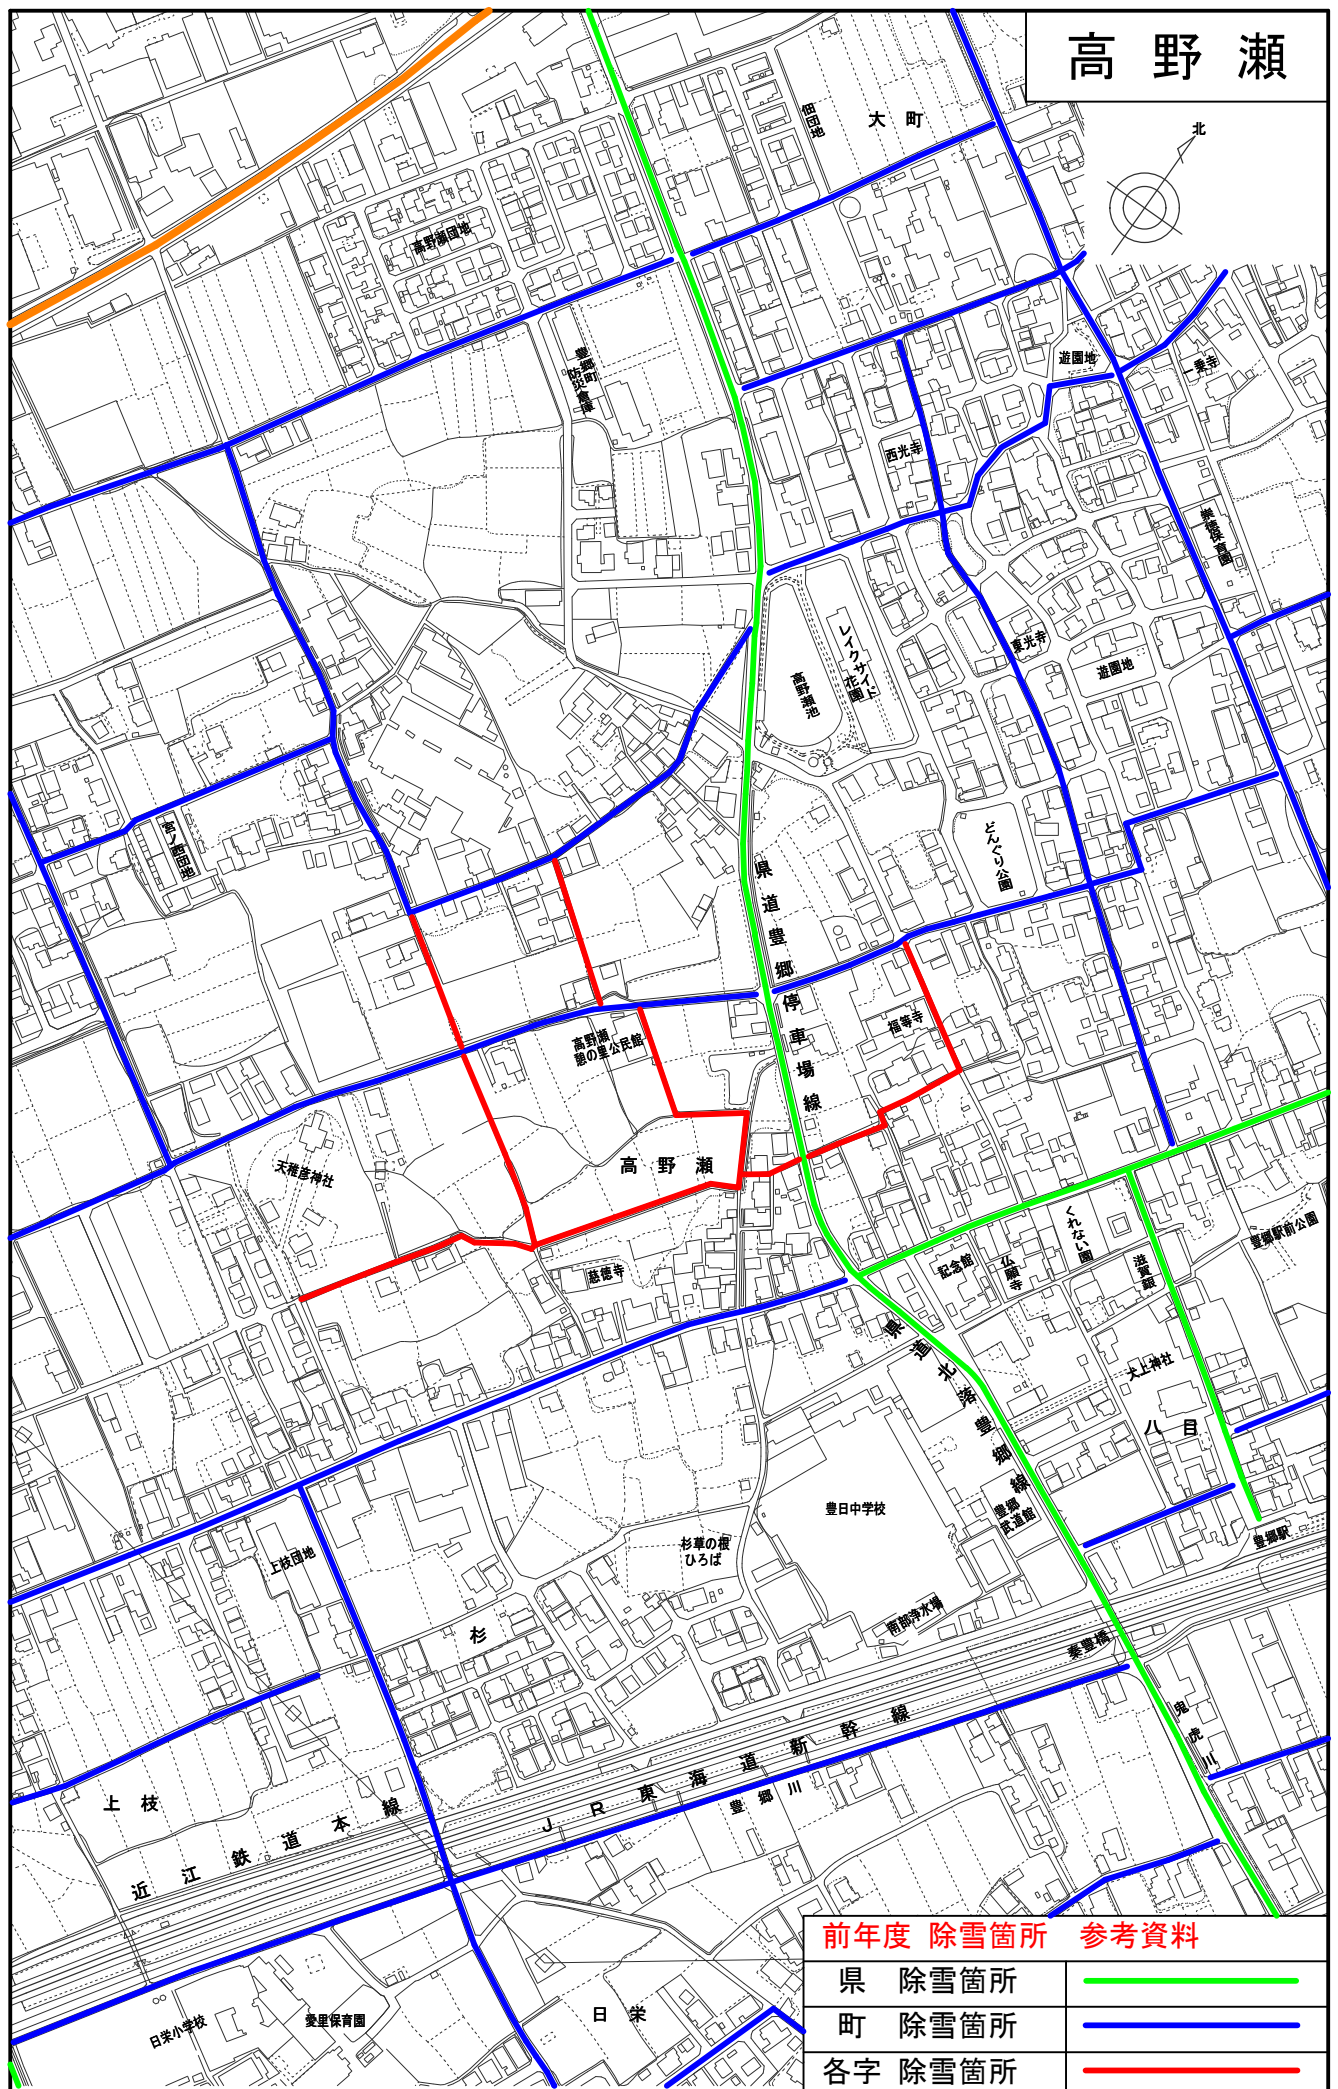 高野瀬
北
大町
佃団地
高野瀬団地
豊郷町
防災倉庫
遊園地
一乗寺
西光寺
崇徳保育園
東光寺
遊園地
レイクサイド
花園
高野瀬池
どんぐり公園
宮ノ西団地
県道豊郷停車場線
福等寺
高野瀬
憩の里公民館
高野瀬
天稚彦神社
慈徳寺
記念館
仏願寺
くれない園
滋賀銀
豊郷駅前公園
犬上神社
八目
県道北落豊郷線
豊郷
武道館
豊日中学校
豊郷駅
杉草の根
ひろば
上枝団地
南部浄水場
秦豊橋
杉
鬼虎川
上枝
近江鉄道本線
JR東海道新幹線
豊郷川
日栄小学校
愛里保育園
日栄
前年度 除雪箇所 参考資料
県 除雪箇所
町 除雪箇所
各字 除雪箇所